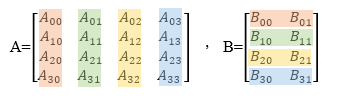 A₀₀ A₀₁ A₀₂ A₀₃ B₀₀ B₀₁
A₁₀ A₁₁ A₁₂ A₁₃ B₁₀ B₁₁
A= , B=
A₂₀ A₂₁ A₂₂ A₂₃ B₂₀ B₂₁
A₃₀ A₃₁ A₃₂ A₃₃ B₃₀ B₃₁